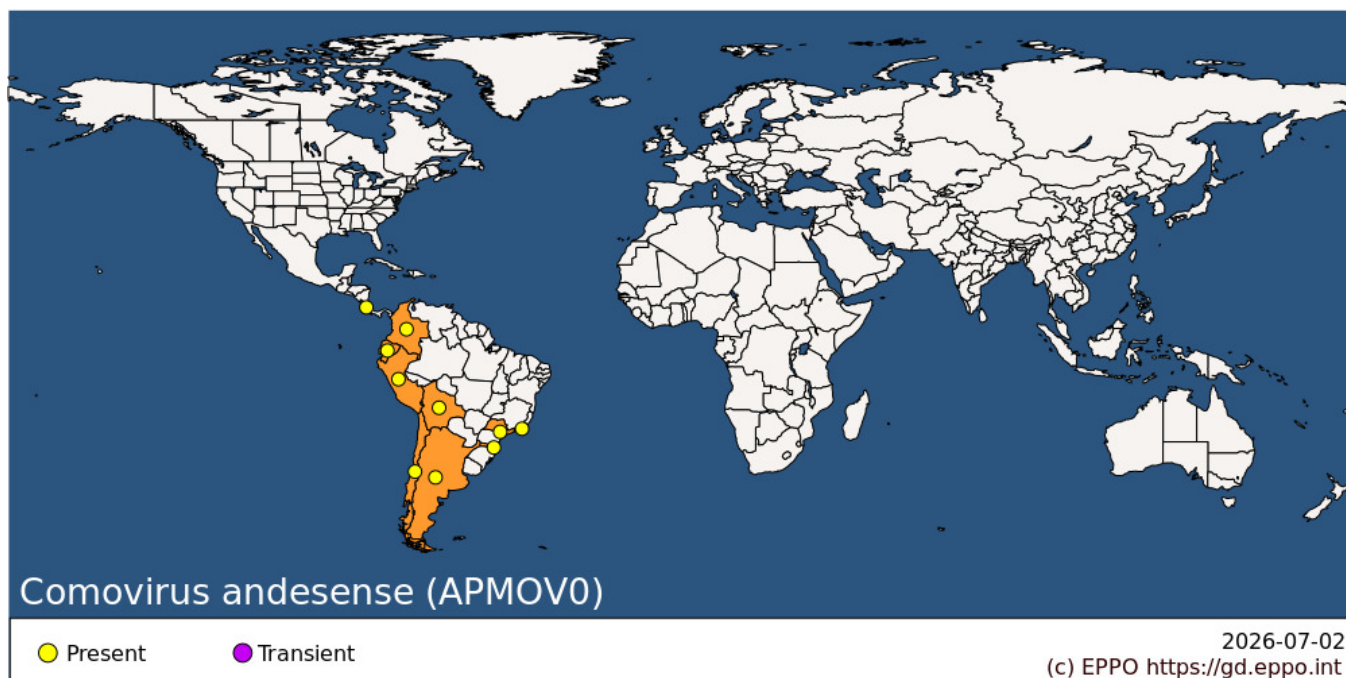 Comovirus andesense (APMOV0)
Present
Transient
2026-07-02
(c) EPPO https://gd.eppo.int